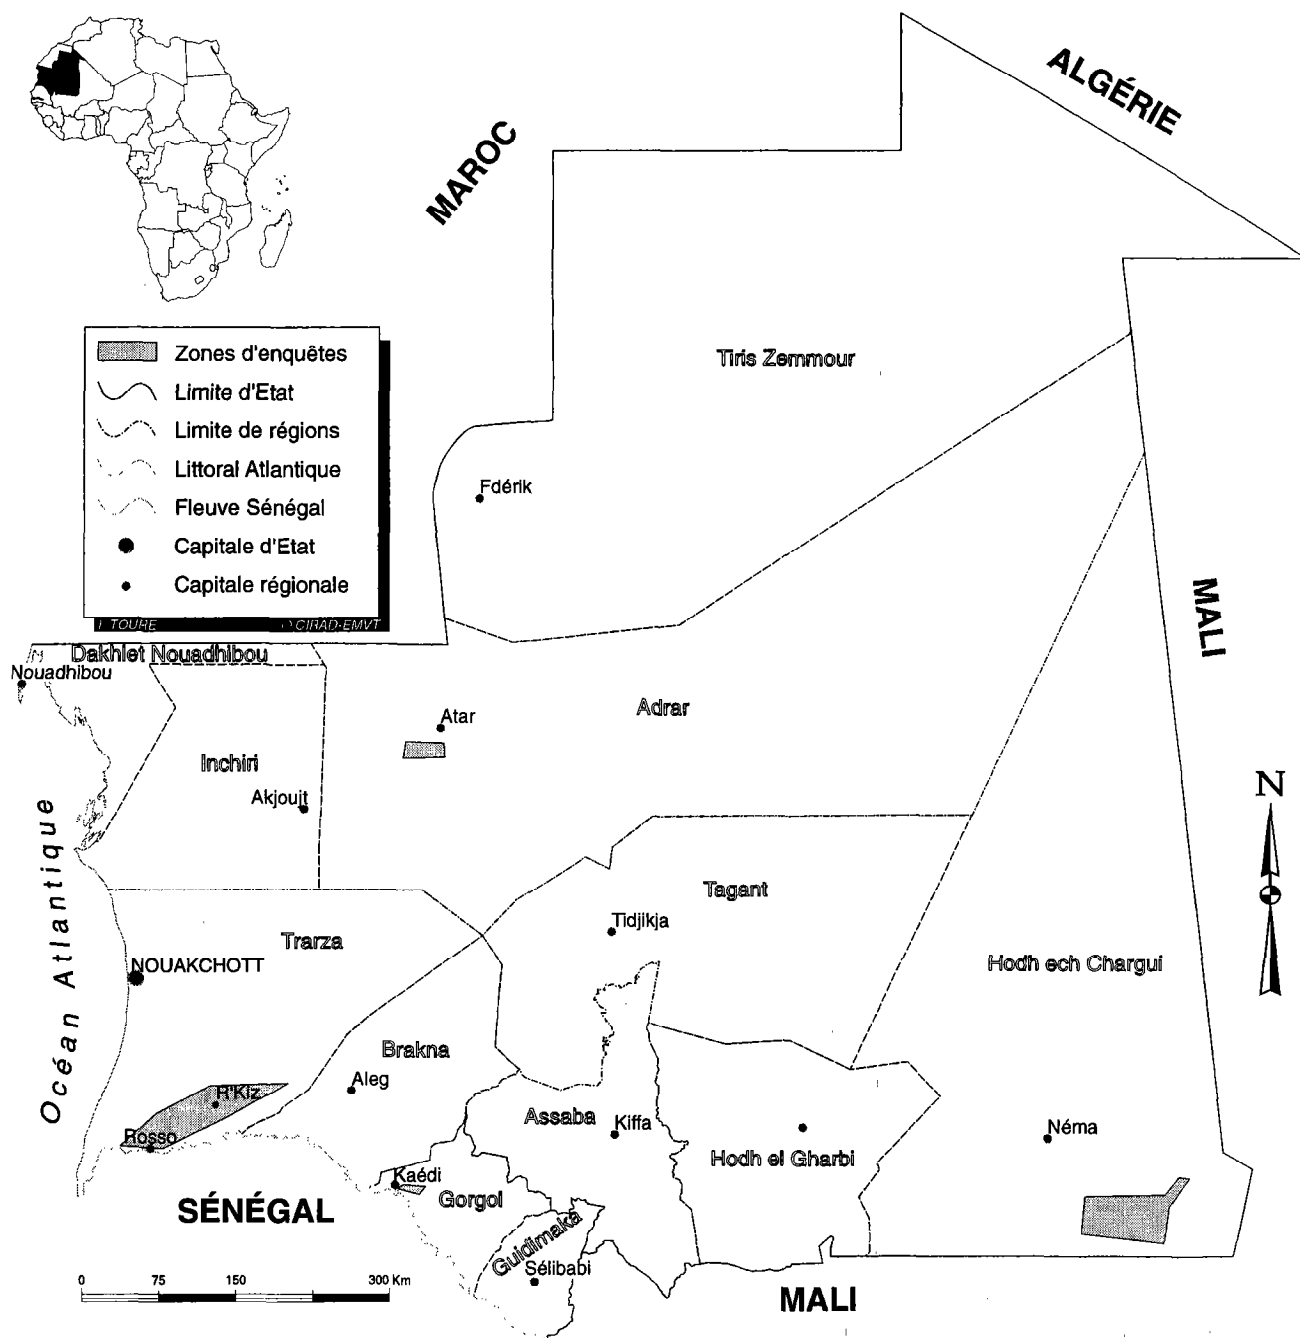 ALGÉRIE
MAROC
Zones d'enquêtes
Limite d'Etat
Limite de régions
Littoral Atlantique
Fleuve Sénégal
Capitale d'Etat
Capitale régionale
TOURE
CIRAD-EMVT
Tiris Zemmour
Fdérik
MALI
Dakhlet Nouadhibou
Nouadhibou
Adrar
Atar
Inchiri
Akjoujt
N
Océan Atlantique
Tagant
Tidjikja
Trarza
NOUAKCHOTT
Hodh ech Chargui
Brakna
Aleg
R'Kiz
Rosso
Assaba
Kiffa
Néma
Hodh el Gharbi
Kaédi
Gorgol
SÉNÉGAL
Guidimaka
Sélibabi
0 75 150 300 Km
MALI